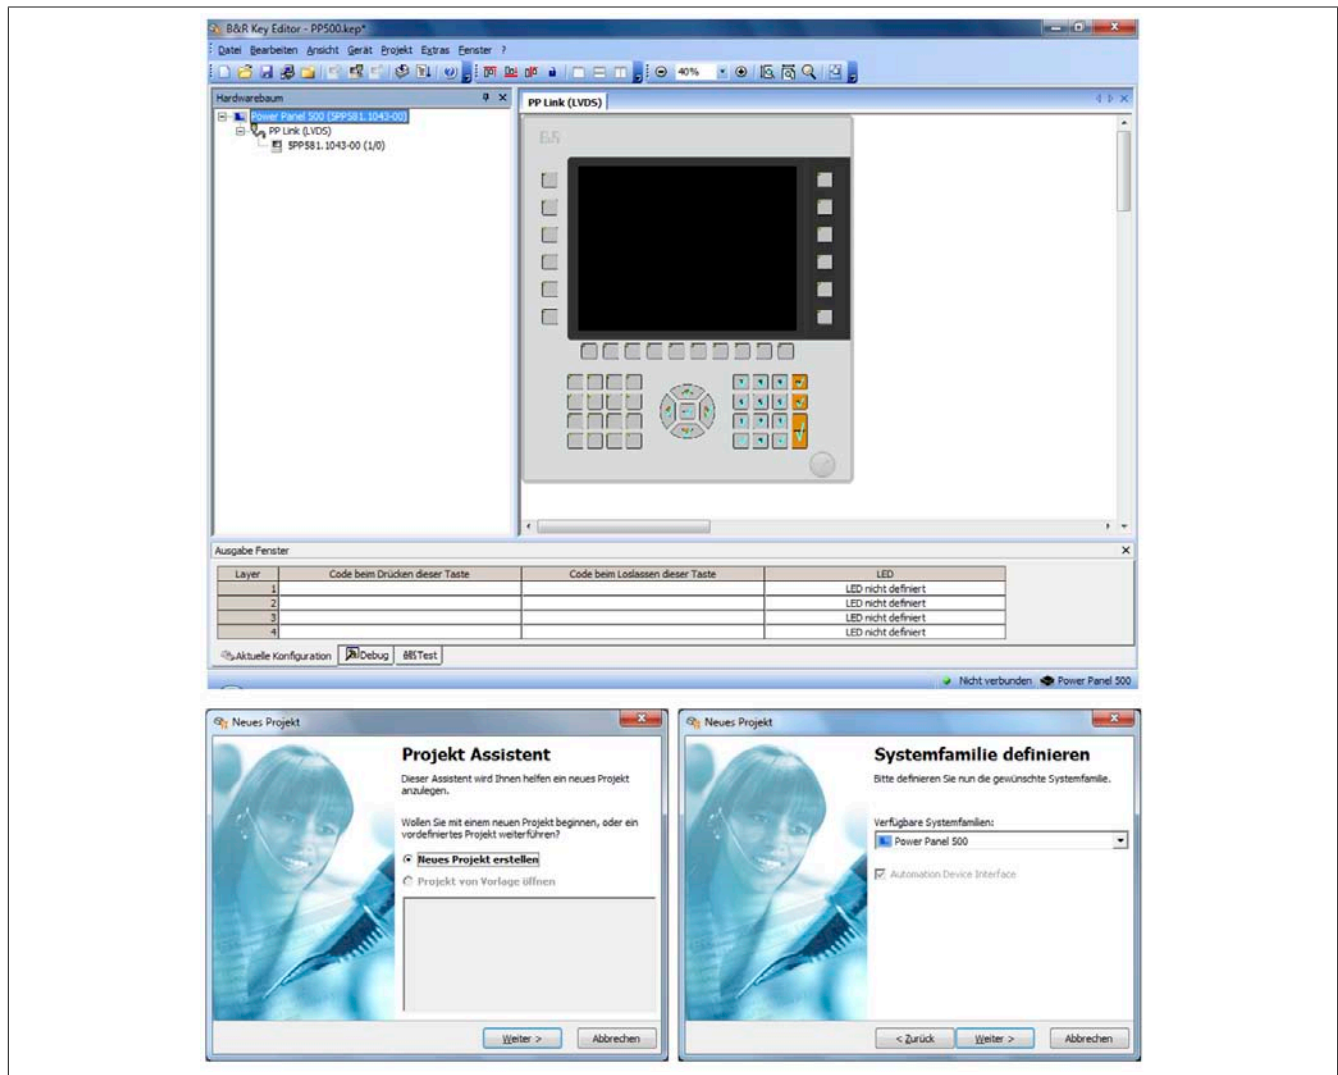 B&R Key Editor - PP500.kep*
Datei Bearbeiten Ansicht Gerät Projekt Extras Fenster ?
40%
Hardwarebaum
Power Panel 500 (5PP581.1043-00)
PP Link (LVDS)
5PP581.1043-00 (1/0)
PP Link (LVDS)
B&R
Ausgabe Fenster
Layer Code beim Drücken dieser Taste Code beim Loslassen dieser Taste LED
1 LED nicht definiert
2 LED nicht definiert
3 LED nicht definiert
4 LED nicht definiert
Aktuelle Konfiguration Debug Test
Nicht verbunden Power Panel 500
Neues Projekt
Projekt Assistent
Dieser Assistent wird Ihnen helfen ein neues Projekt
anzulegen.
Wollen Sie mit einem neuen Projekt beginnen, oder ein
vordefiniertes Projekt weiterführen?
Neues Projekt erstellen
Projekt von Vorlage öffnen
Weiter > Abbrechen
Neues Projekt
Systemfamilie definieren
Bitte definieren Sie nun die gewünschte Systemfamilie.
Verfügbare Systemfamilien:
Power Panel 500
Automation Device Interface
< Zurück Weiter > Abbrechen